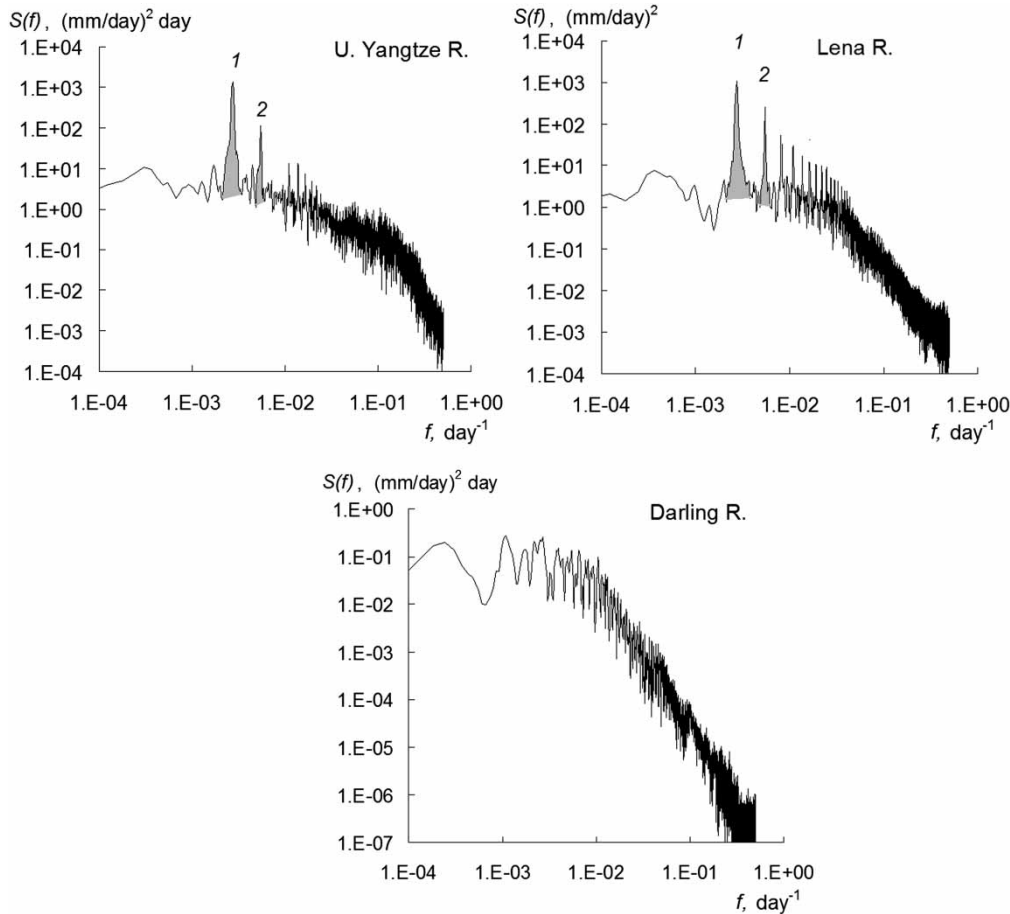 S(f) , (mm/day)² day
U. Yangtze R.
1.E+04
1.E+03
1.E+02
1.E+01
1.E+00
1.E-01
1.E-02
1.E-03
1.E-04
1
2
1.E-04 1.E-03 1.E-02 1.E-01 1.E+00
f, day⁻¹
S(f) , (mm/day)²
Lena R.
1.E+04
1.E+03
1.E+02
1.E+01
1.E+00
1.E-01
1.E-02
1.E-03
1.E-04
1
2
1.E-04 1.E-03 1.E-02 1.E-01 1.E+00
f, day⁻¹
S(f) , (mm/day)² day
Darling R.
1.E+00
1.E-01
1.E-02
1.E-03
1.E-04
1.E-05
1.E-06
1.E-07
1.E-04 1.E-03 1.E-02 1.E-01 1.E+00
f, day⁻¹